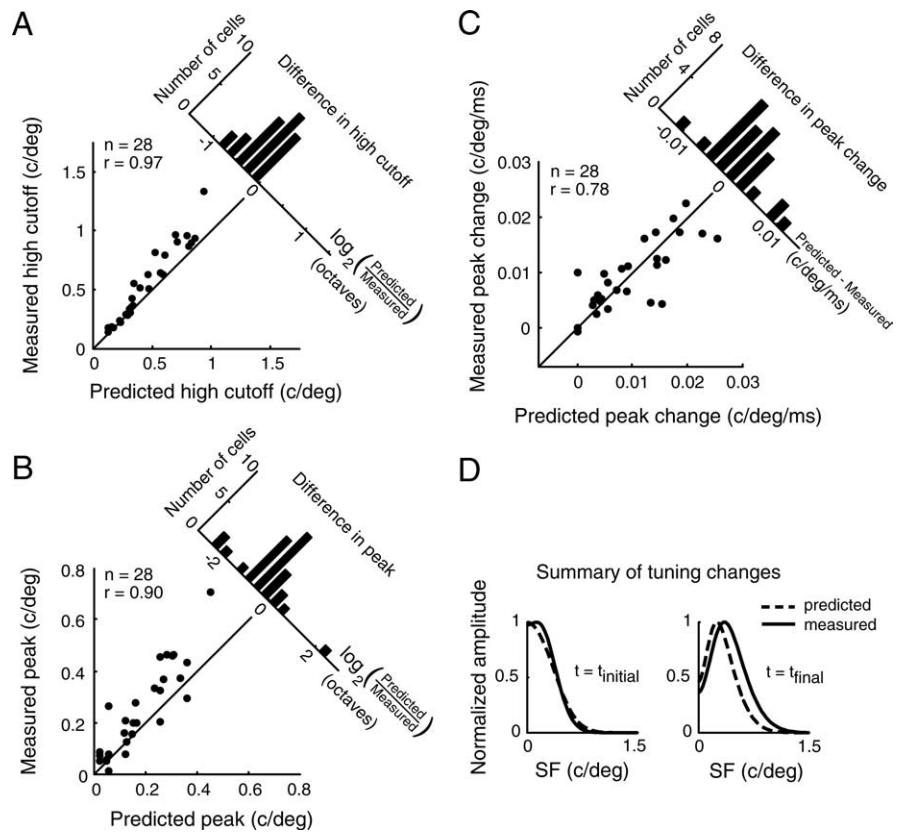 A
Number of cells
0
5
10
Difference in high cutoff
-1
0
1
log2(Predicted/Measured)
(octaves)
n = 28
r = 0.97
Measured high cutoff (c/deg)
1.5
1
0.5
0
0
0.5
1
1.5
Predicted high cutoff (c/deg)
B
Number of cells
0
5
10
Difference in peak
-2
0
2
log2(Predicted/Measured)
(octaves)
n = 28
r = 0.90
Measured peak (c/deg)
0.8
0.6
0.4
0.2
0
0
0.2
0.4
0.6
0.8
Predicted peak (c/deg)
C
Number of cells
0
4
8
Difference in peak change
-0.01
0
0.01
Predicted - Measured
(c/deg/ms)
n = 28
r = 0.78
Measured peak change (c/deg/ms)
0.03
0.02
0.01
0
0
0.01
0.02
0.03
Predicted peak change (c/deg/ms)
D
Summary of tuning changes
predicted
measured
Normalized amplitude
1
0.5
0
t = tinitial
0
1.5
SF (c/deg)
1
0.5
0
t = tfinal
0
1.5
SF (c/deg)